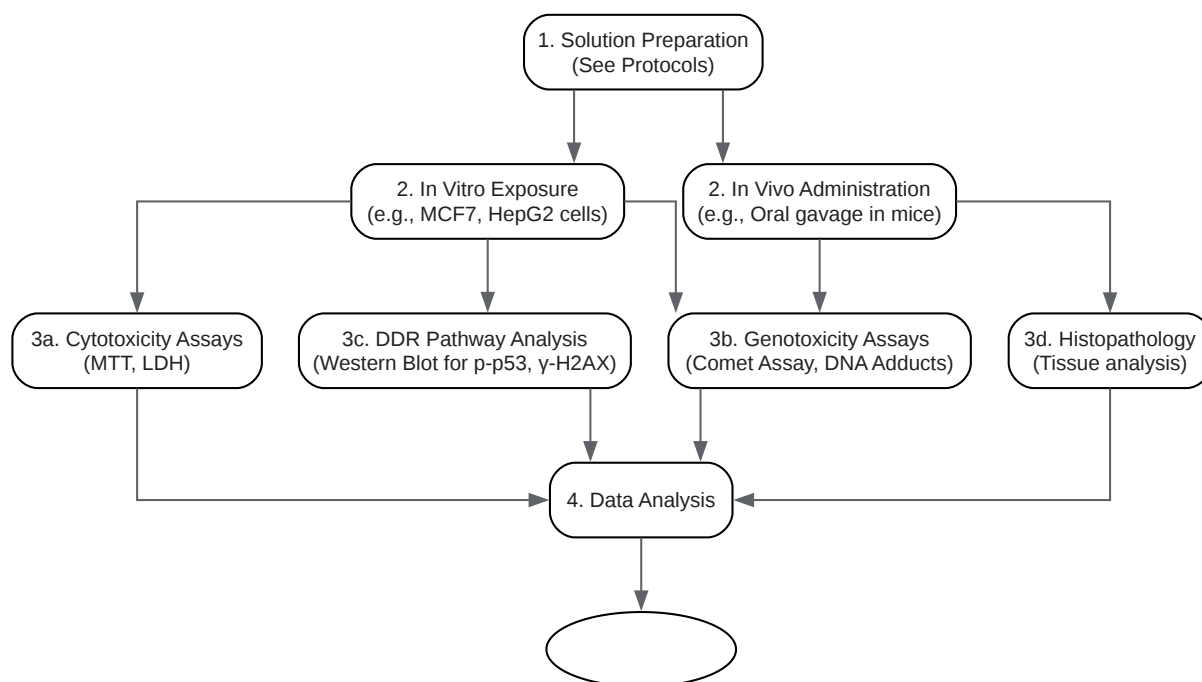 1. Solution Preparation
(See Protocols)
2. In Vitro Exposure
(e.g., MCF7, HepG2 cells)
2. In Vivo Administration
(e.g., Oral gavage in mice)
3a. Cytotoxicity Assays
(MTT, LDH)
3c. DDR Pathway Analysis
(Western Blot for p-p53, γ-H2AX)
3b. Genotoxicity Assays
(Comet Assay, DNA Adducts)
3d. Histopathology
(Tissue analysis)
4. Data Analysis